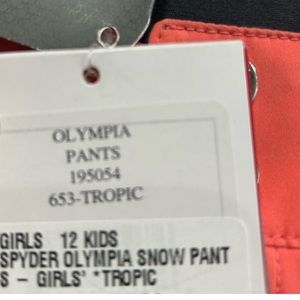 OLYMPIA
PANTS
195054
653-TROPIC
GIRLS 12 KIDS
SPYDER OLYMPIA SNOW PANT
S - GIRLS' *TROPIC